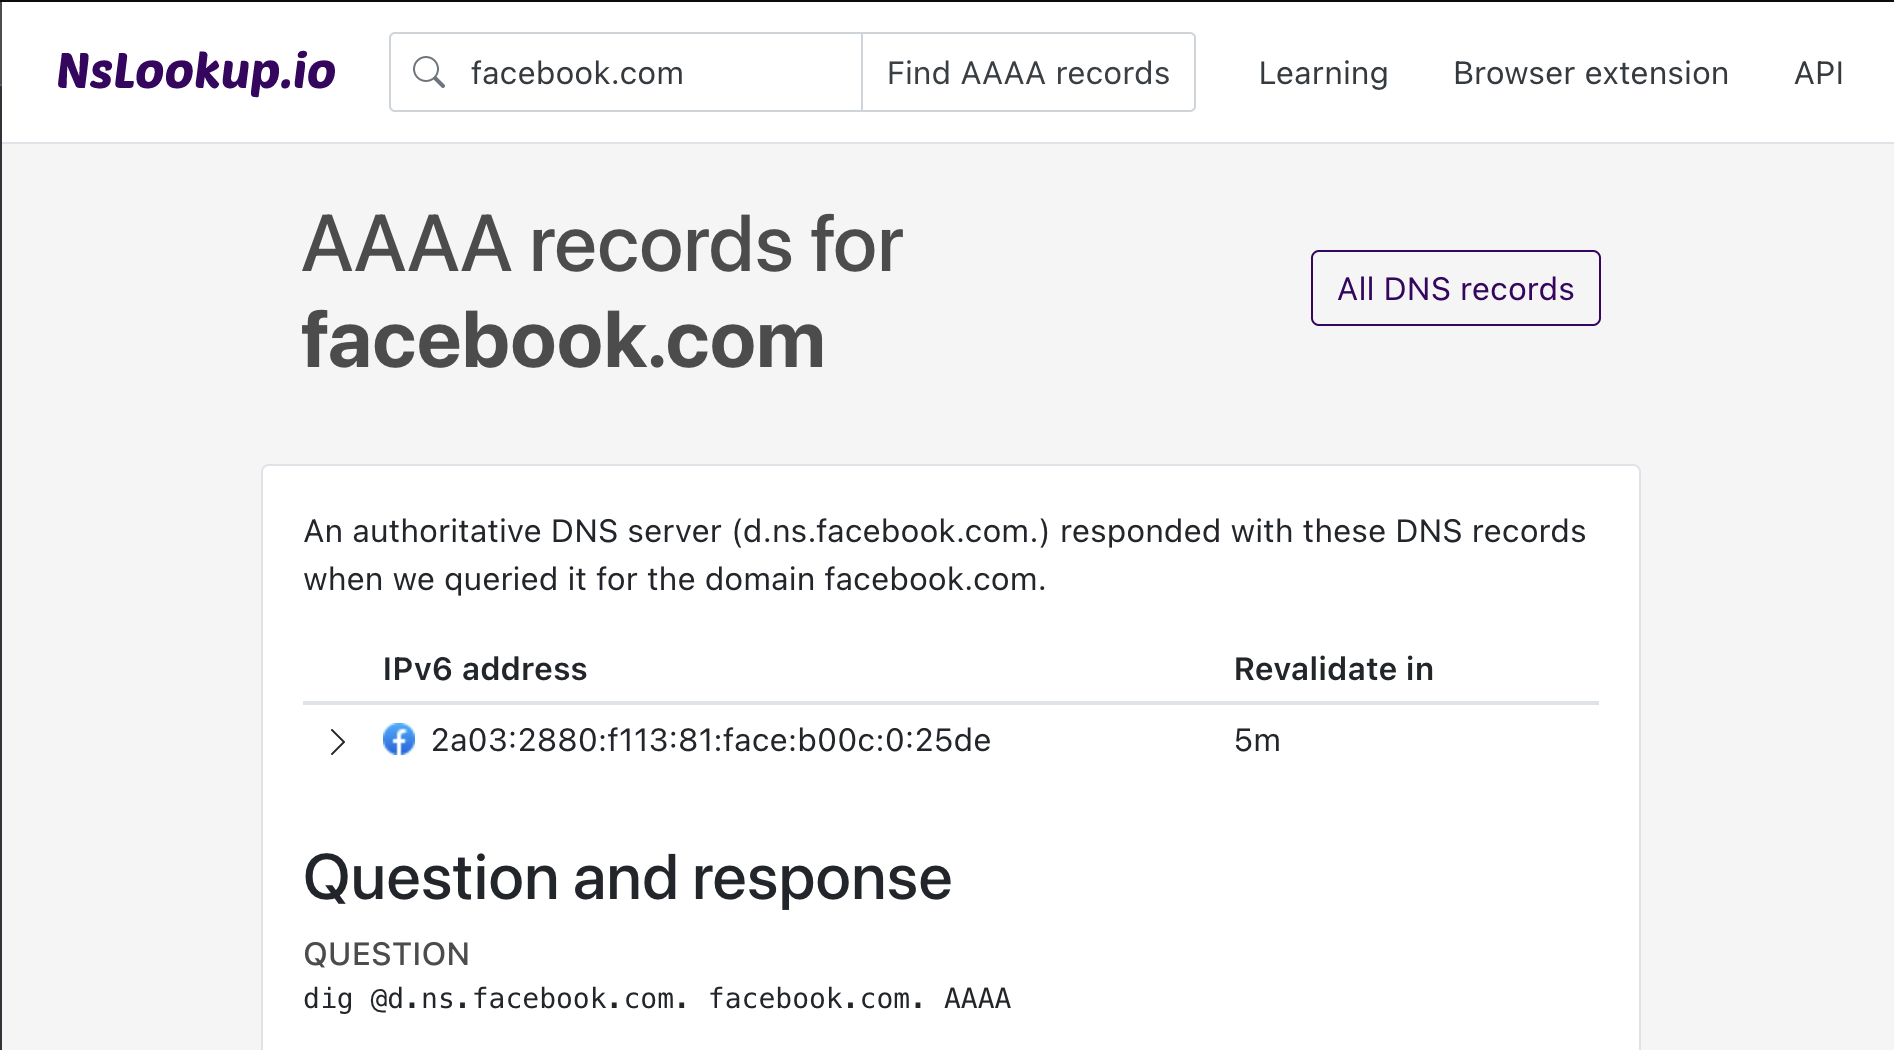 NsLookup.io
facebook.com
Find AAAA records
Learning
Browser extension
API
AAAA records for
facebook.com
All DNS records
An authoritative DNS server (d.ns.facebook.com.) responded with these DNS records
when we queried it for the domain facebook.com.
IPv6 address
Revalidate in
2a03:2880:f113:81:face:b00c:0:25de
5m
Question and response
QUESTION
dig @d.ns.facebook.com. facebook.com. AAAA